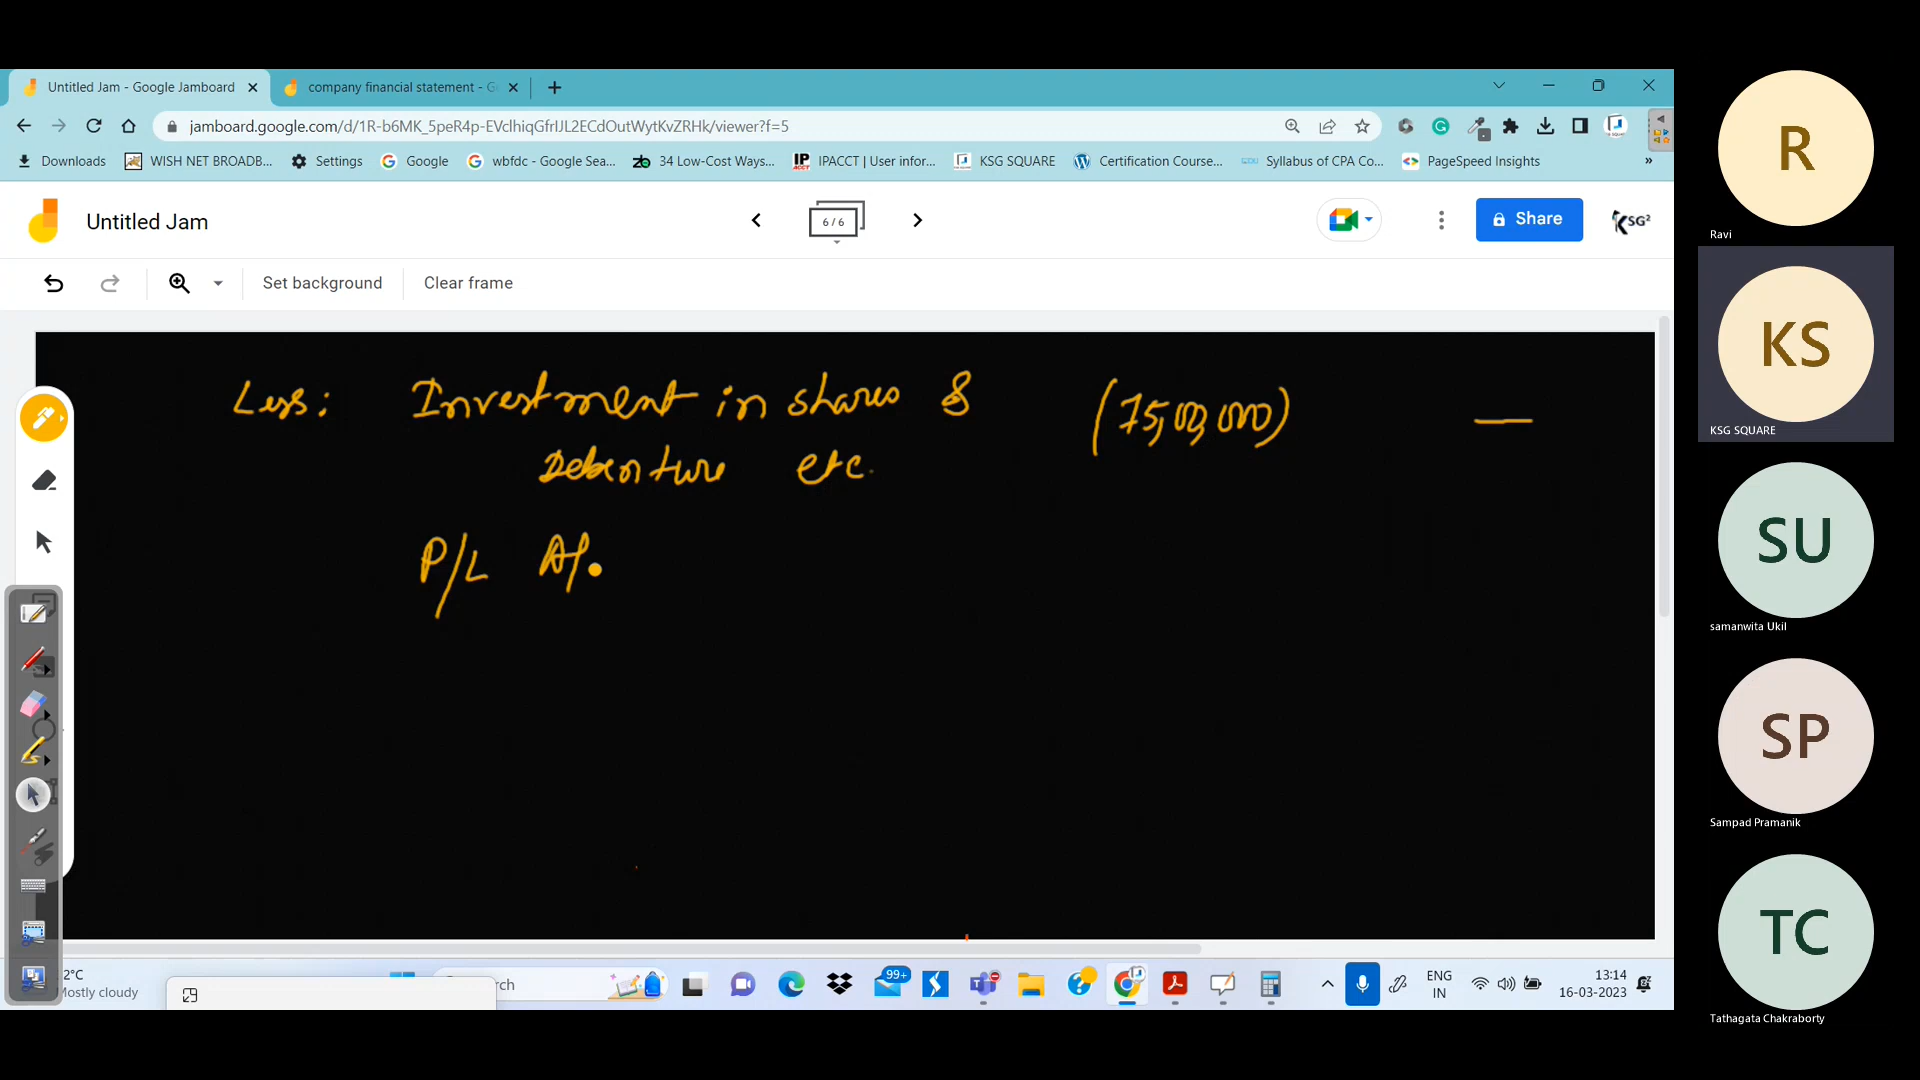 Untitled Jam - Google Jamboard
company financial statement - G
jamboard.google.com/d/1R-b6MK_5peR4p-EVclhiqGfrIJL2ECdOutWytKvZRHk/viewer?f=5
Downloads
WISH NET BROADB...
Settings
Google
wbfdc - Google Sea...
34 Low-Cost Ways...
IPACCT | User infor...
KSG SQUARE
Certification Course...
Syllabus of CPA Co...
PageSpeed Insights
»
Untitled Jam
6 / 6
Share
KSG²
Set background
Clear frame
Less: Investment in shares & (75,00,000) —
Debenture etc.
P/L A/.
R
Ravi
KS
KSG SQUARE
SU
samanwita Ukil
SP
Sampad Pramanik
TC
Tathagata Chakraborty
2°C
Mostly cloudy
rch
99+
ENG
IN
13:14
16-03-2023